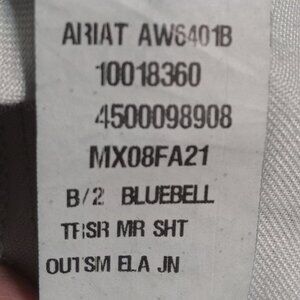 ARIAT AW6401B
10018360
4500098908
MX08FA21
B/2 BLUEBELL
TRSR MR SHT
OUTSM ELA JN